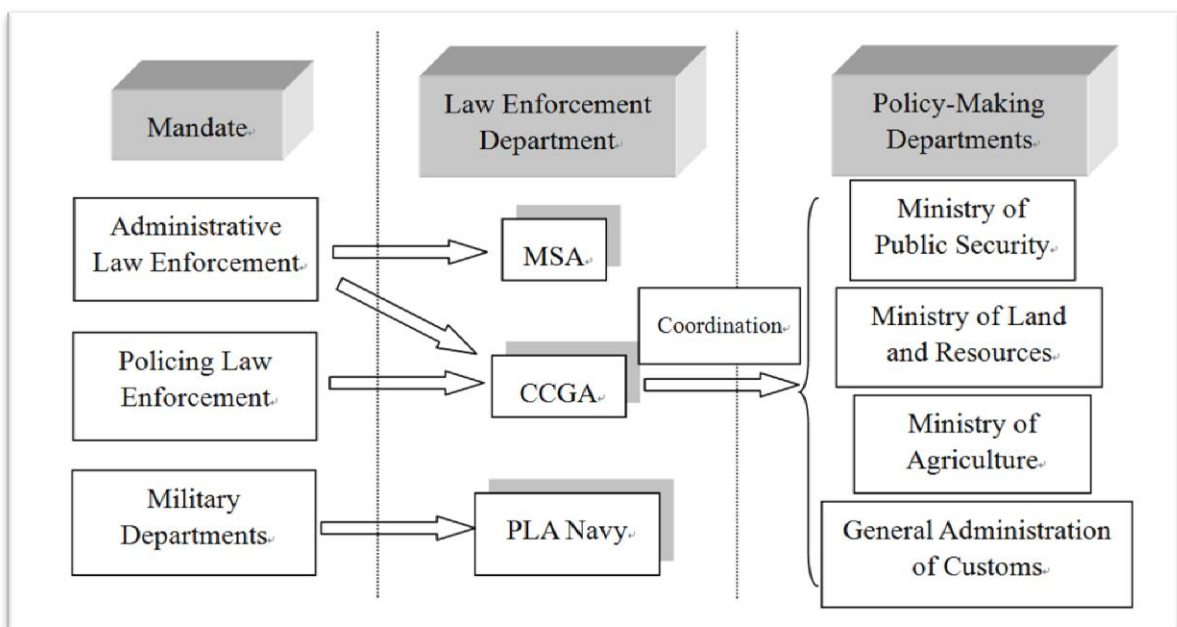 Mandate
Law Enforcement
Department
Policy-Making
Departments
Administrative
Law Enforcement
MSA
Ministry of
Public Security
Coordination
Ministry of Land
and Resources
Policing Law
Enforcement
CCGA
Ministry of
Agriculture
Military
Departments
PLA Navy
General Administration
of Customs